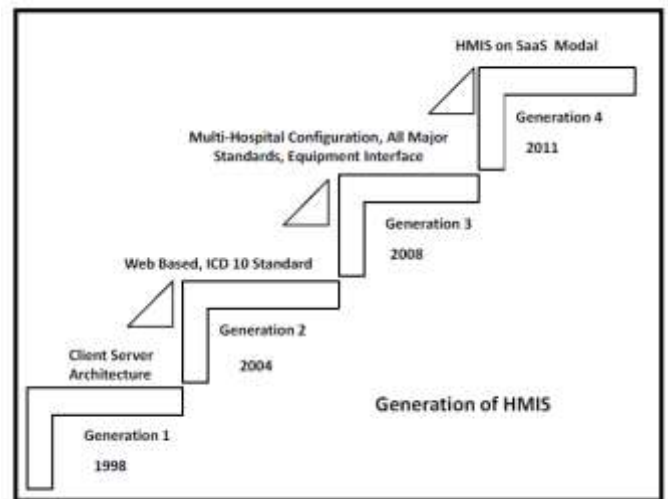 HMIS on SaaS Modal
Generation 4
2011
Multi-Hospital Configuration, All Major
Standards, Equipment Interface
Generation 3
2008
Web Based, ICD 10 Standard
Generation 2
2004
Client Server
Architecture
Generation 1
1998
Generation of HMIS